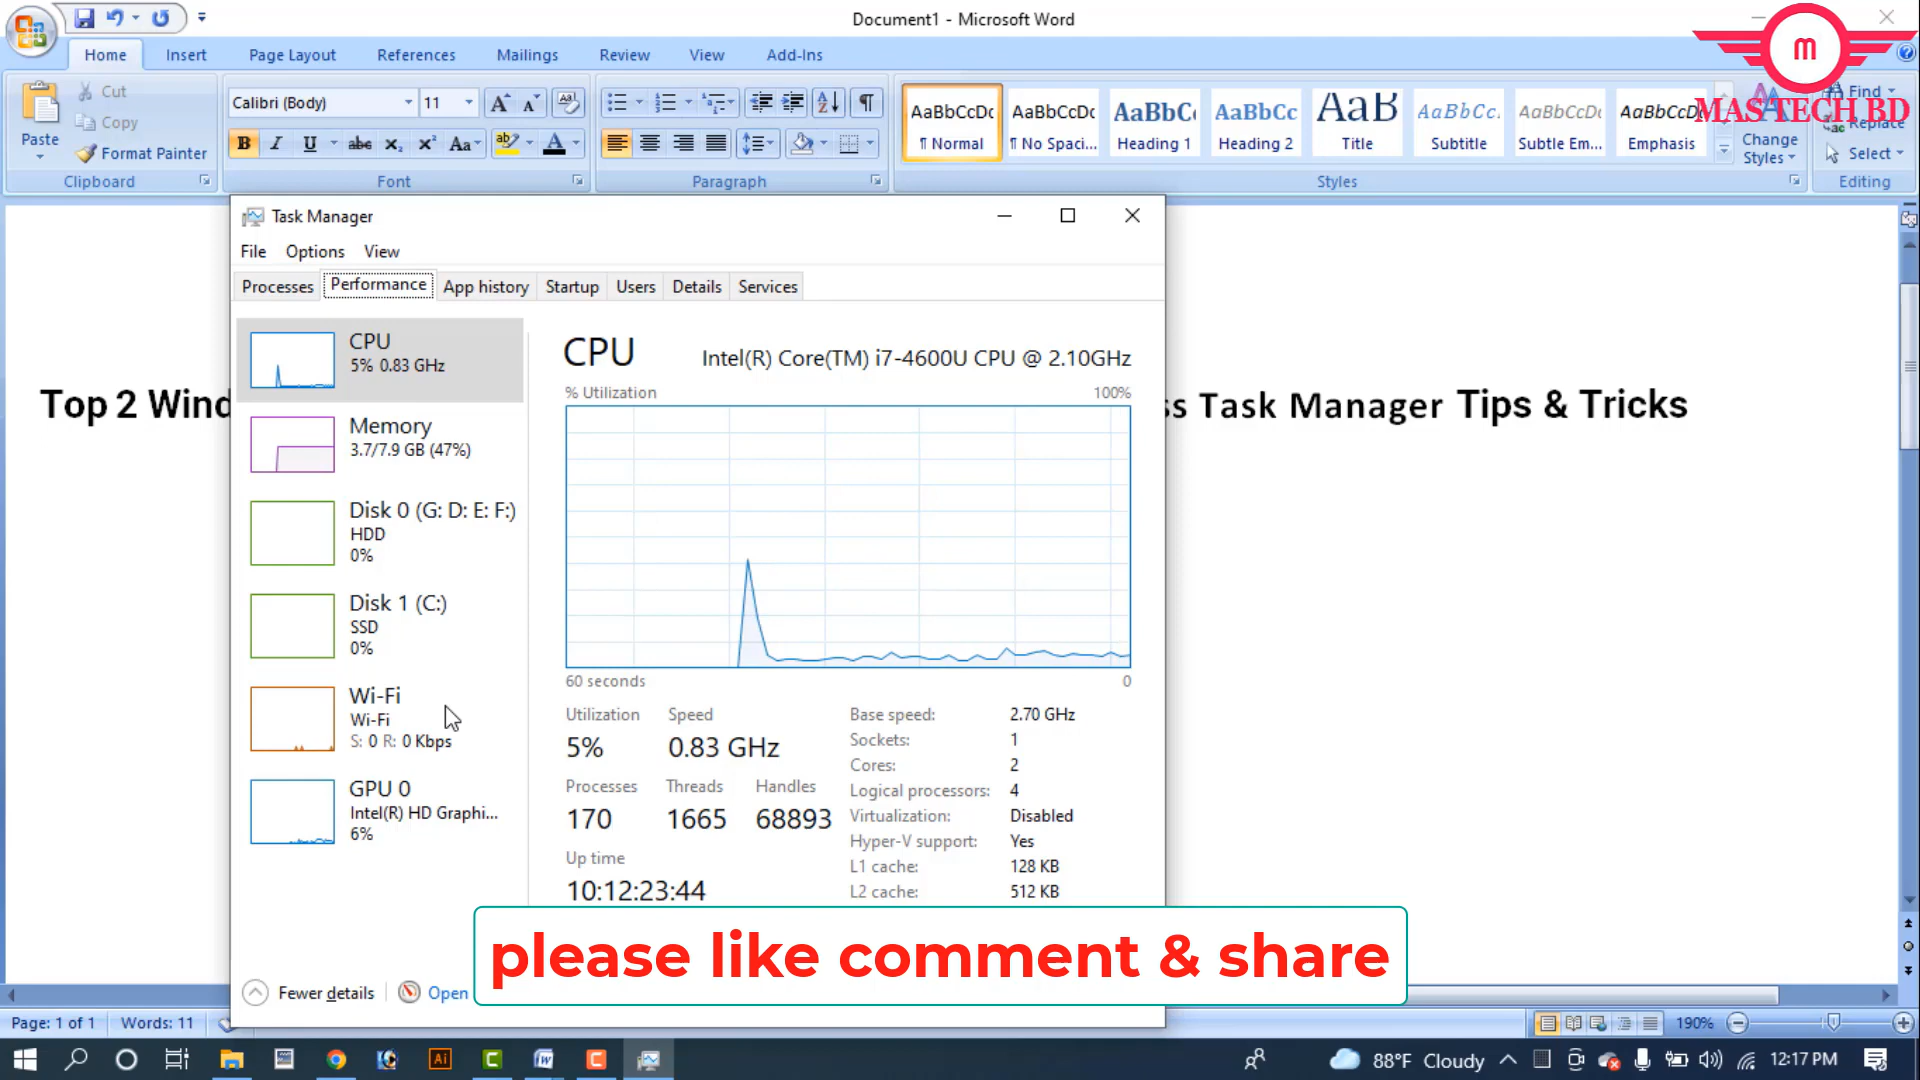 Document1 - Microsoft Word
Home Insert Page Layout References Mailings Review View Add-Ins
MASTECH BD
Paste
Cut
Copy
Format Painter
Clipboard
Calibri (Body) 11
Font
Paragraph
AaBbCcDc AaBbCcDc AaBbC AaBbCc AaB AaBbCc. AaBbCcDc AaBbCcDc
¶ Normal ¶ No Spaci... Heading 1 Heading 2 Title Subtitle Subtle Em... Emphasis
Change
Styles
Styles
Find
Replace
Select
Editing
Top 2 Wind
ss Task Manager Tips & Tricks
Task Manager
File Options View
Processes Performance App history Startup Users Details Services
CPU
5% 0.83 GHz
Memory
3.7/7.9 GB (47%)
Disk 0 (G: D: E: F:)
HDD
0%
Disk 1 (C:)
SSD
0%
Wi-Fi
Wi-Fi
S: 0 R: 0 Kbps
GPU 0
Intel(R) HD Graphi...
6%
CPU Intel(R) Core(TM) i7-4600U CPU @ 2.10GHz
% Utilization 100%
60 seconds 0
Utilization Speed
5% 0.83 GHz
Processes Threads Handles
170 1665 68893
Up time
10:12:23:44
Base speed: 2.70 GHz
Sockets: 1
Cores: 2
Logical processors: 4
Virtualization: Disabled
Hyper-V support: Yes
L1 cache: 128 KB
L2 cache: 512 KB
Fewer details Open
please like comment & share
Page: 1 of 1 Words: 11 190%
88°F Cloudy 12:17 PM